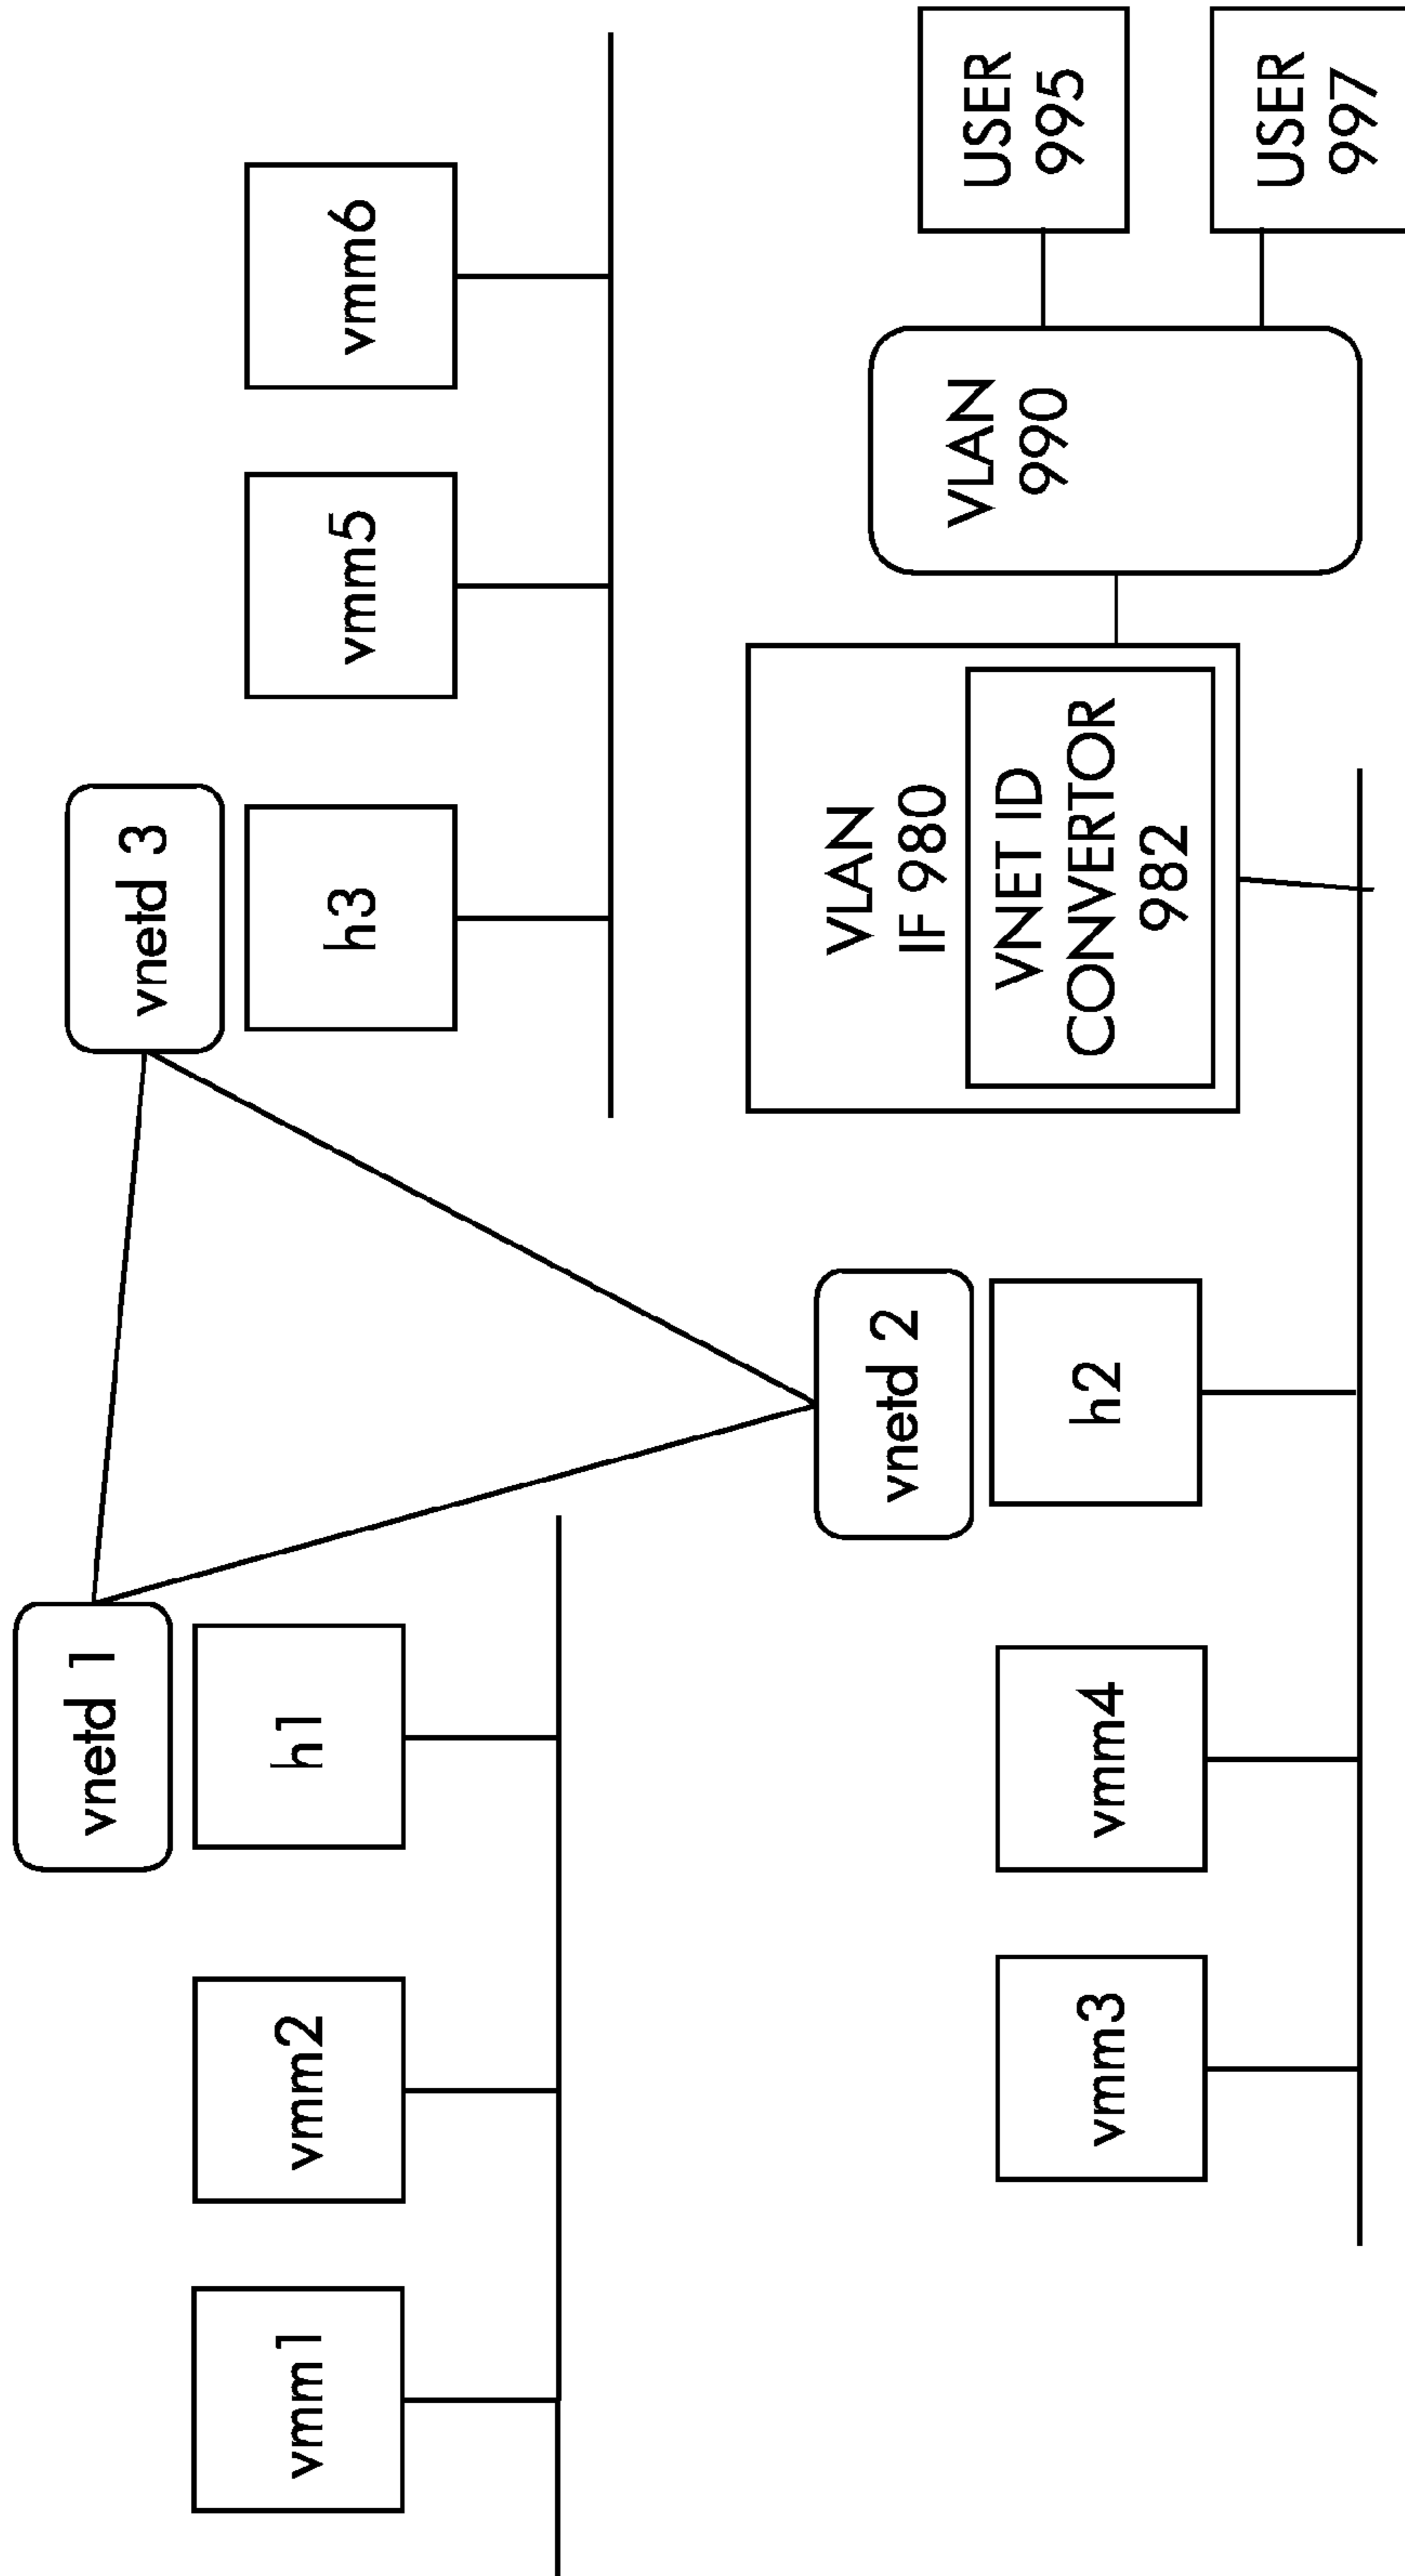 vmm1
vmm2
vnetd 1
h1
vnetd 3
h3
vmm5
vmm6
vmm3
vmm4
vnetd 2
h2
VLAN
IF 980
VNET ID
CONVERTOR
982
VLAN
990
USER
995
USER
997